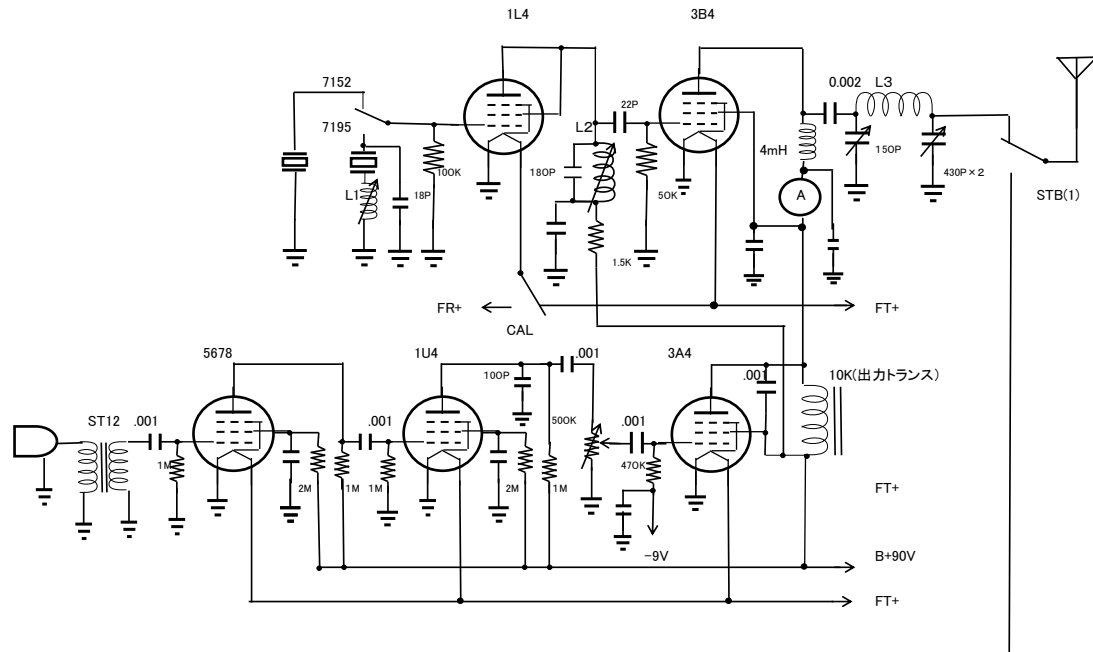 1L4
3B4
7152
7195
L1
18P
100K
L2
180P
22P
50K
1.5K
4mH
A
0.002
L3
150P
430P×2
STB(1)
FR+
CAL
FT+
5678
1U4
3A4
ST12
.001
1M
2M
1M
.001
1M
100P
2M
1M
.001
500K
.001
470K
-9V
.001
10K(出力トランス)
FT+
B+90V
FT+